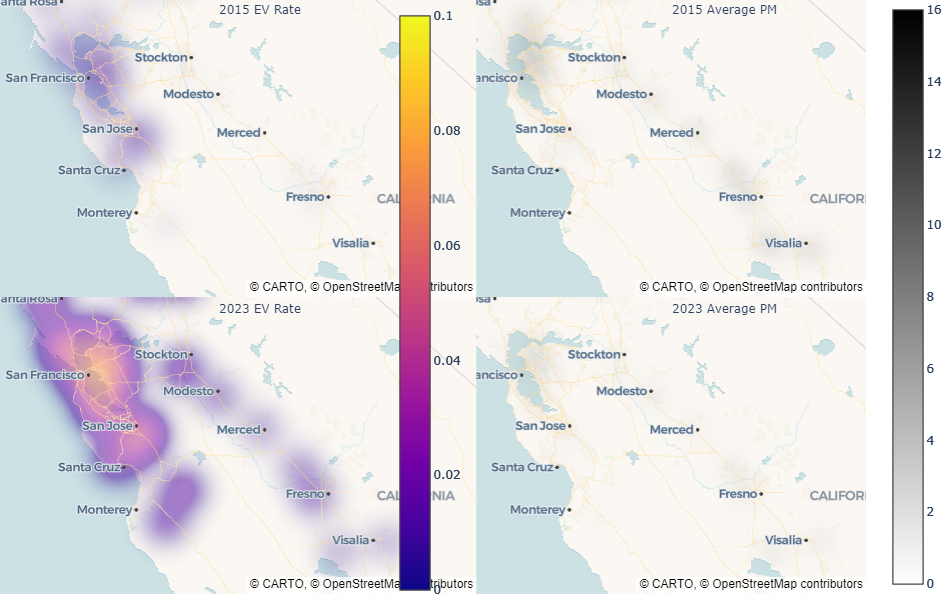 anta Rosa
2015 EV Rate
Stockton
San Francisco
Modesto
San Jose
Merced
Santa Cruz
Fresno
CALIFORNIA
Monterey
Visalia
© CARTO, © OpenStreetMap contributors
0.1
0.08
0.06
0.04
0.02
0
sa
2015 Average PM
Stockton
ancisco
Modesto
San Jose
Merced
Santa Cruz
Fresno
CALIFOR
Monterey
Visalia
© CARTO, © OpenStreetMap contributors
16
14
12
10
8
6
4
2
0
anta Rosa
2023 EV Rate
Stockton
San Francisco
Modesto
San Jose
Merced
Santa Cruz
Fresno
CALIFORNIA
Monterey
Visalia
© CARTO, © OpenStreetMap contributors
sa
2023 Average PM
Stockton
ancisco
Modesto
San Jose
Merced
Santa Cruz
Fresno
CALIFOR
Monterey
Visalia
© CARTO, © OpenStreetMap contributors